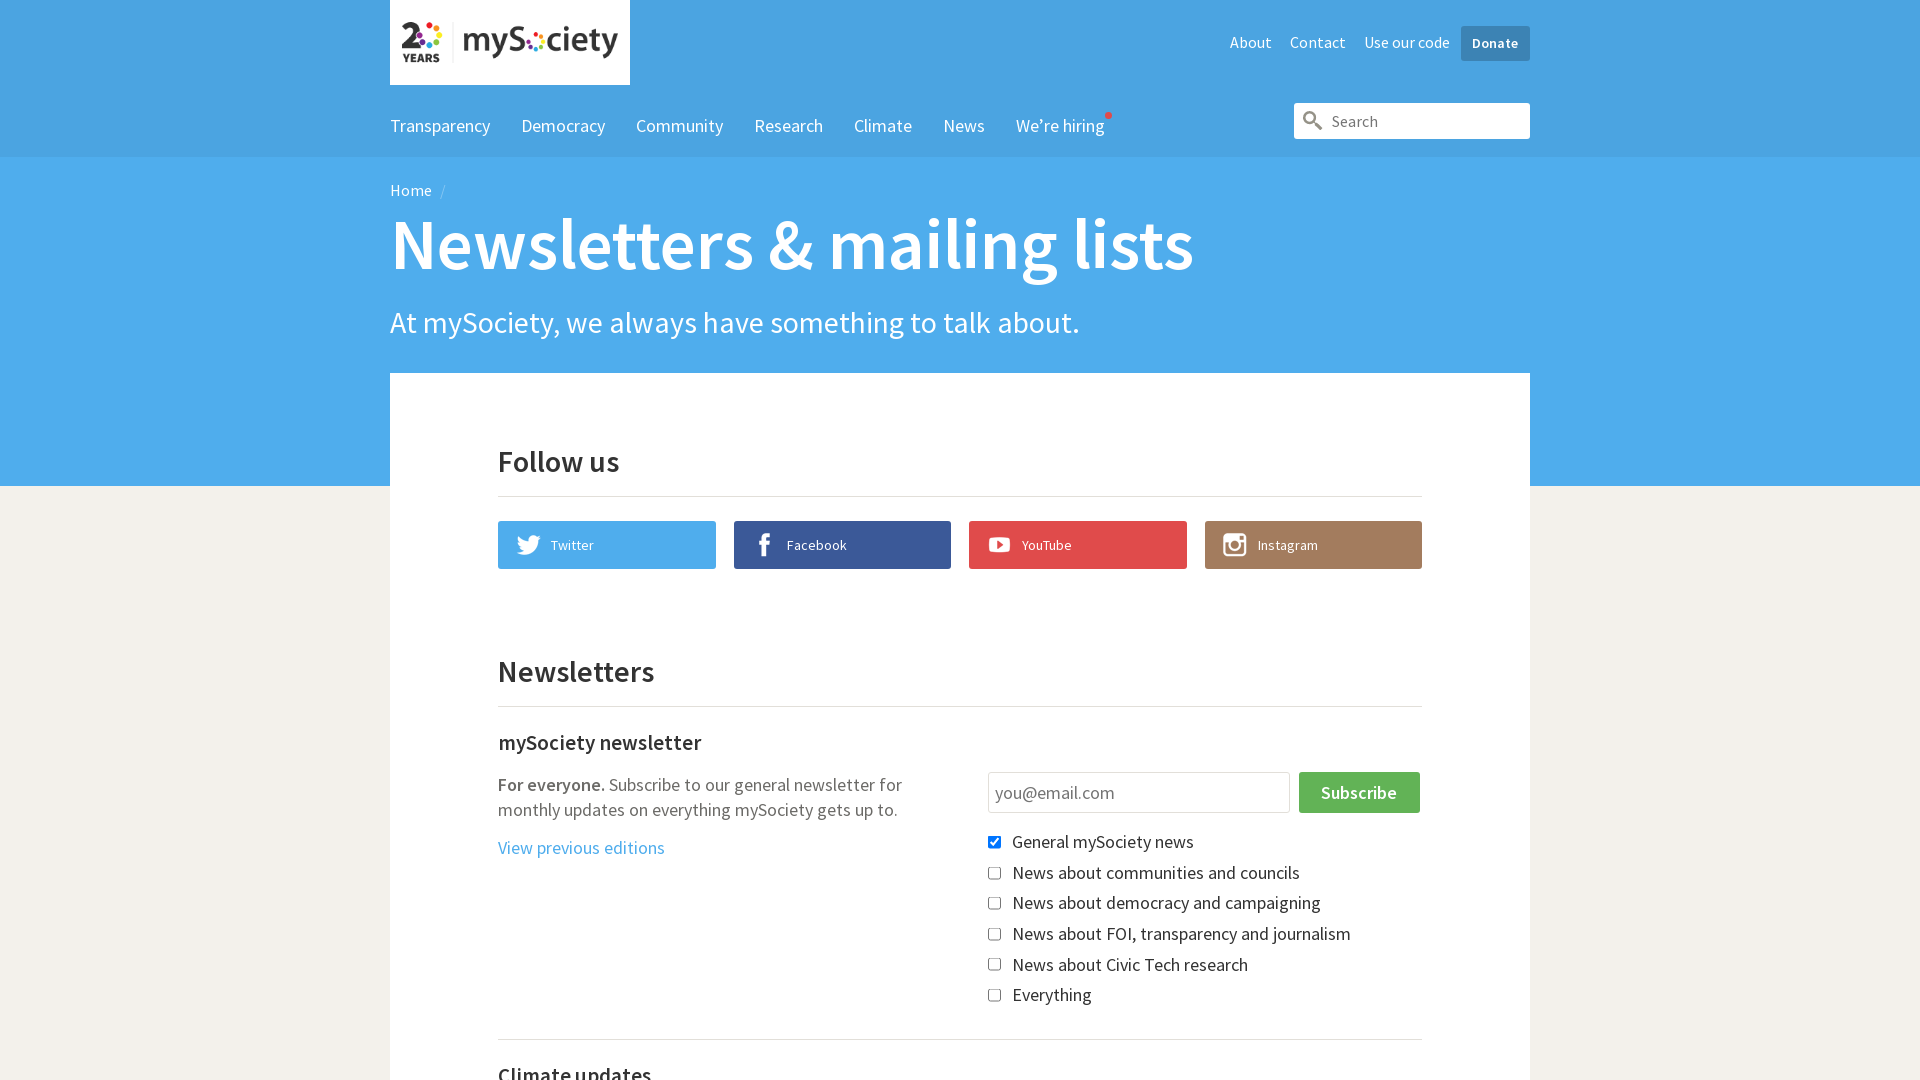 20 YEARS mySociety
About Contact Use our code Donate
Transparency Democracy Community Research Climate News We’re hiring Search
Home /
Newsletters & mailing lists
At mySociety, we always have something to talk about.
Follow us
Twitter Facebook YouTube Instagram
Newsletters
mySociety newsletter
For everyone. Subscribe to our general newsletter for
monthly updates on everything mySociety gets up to.
View previous editions
you@email.com Subscribe
General mySociety news
News about communities and councils
News about democracy and campaigning
News about FOI, transparency and journalism
News about Civic Tech research
Everything
Climate updates